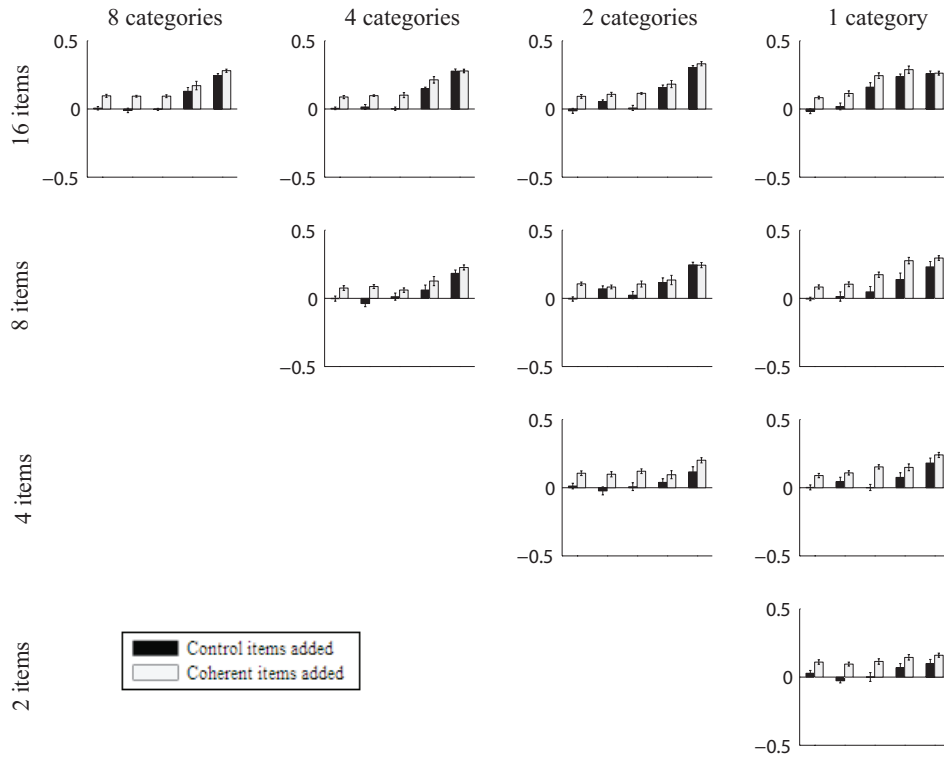 8 categories 4 categories 2 categories 1 category
16 items
0.5 0.5 0.5 0.5
0 0 0 0
−0.5 −0.5 −0.5 −0.5
8 items
0.5 0.5 0.5
0 0 0
−0.5 −0.5 −0.5
4 items
0.5 0.5
0 0
−0.5 −0.5
2 items
0.5
0
−0.5
Control items added
Coherent items added